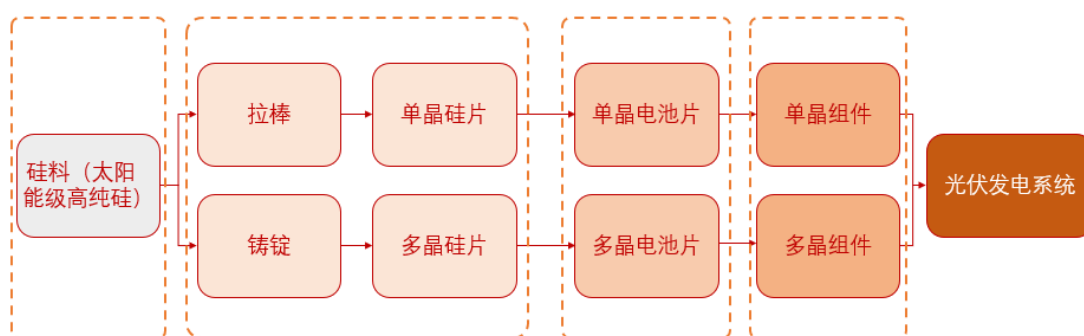 硅料（太阳
能级高纯硅）
拉棒
单晶硅片
单晶电池片
单晶组件
铸锭
多晶硅片
多晶电池片
多晶组件
光伏发电系统